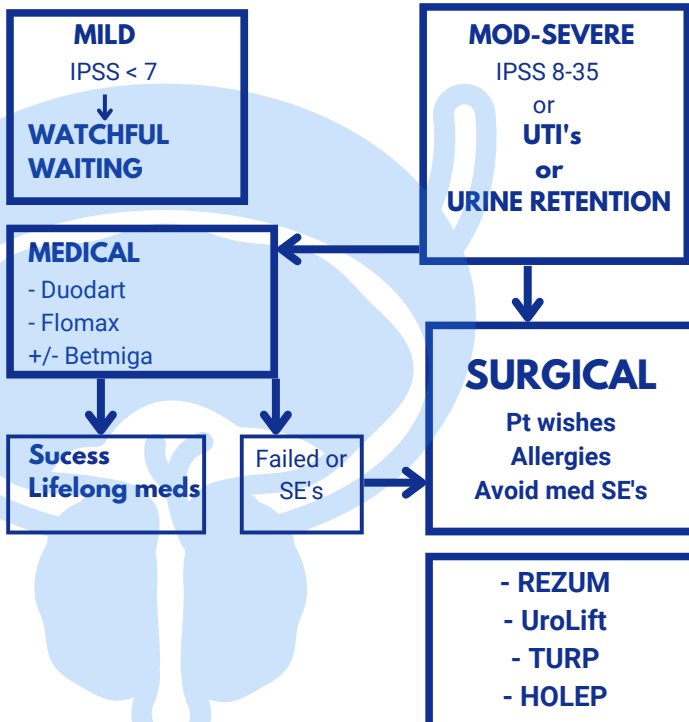 MILD
IPSS < 7
WATCHFUL
WAITING
MOD-SEVERE
IPSS 8-35
or
UTI's
or
URINE RETENTION
MEDICAL
- Duodart
- Flomax
+/- Betmiga
Sucess
Lifelong meds
Failed or
SE's
SURGICAL
Pt wishes
Allergies
Avoid med SE's
- REZUM
- UroLift
- TURP
- HOLEP